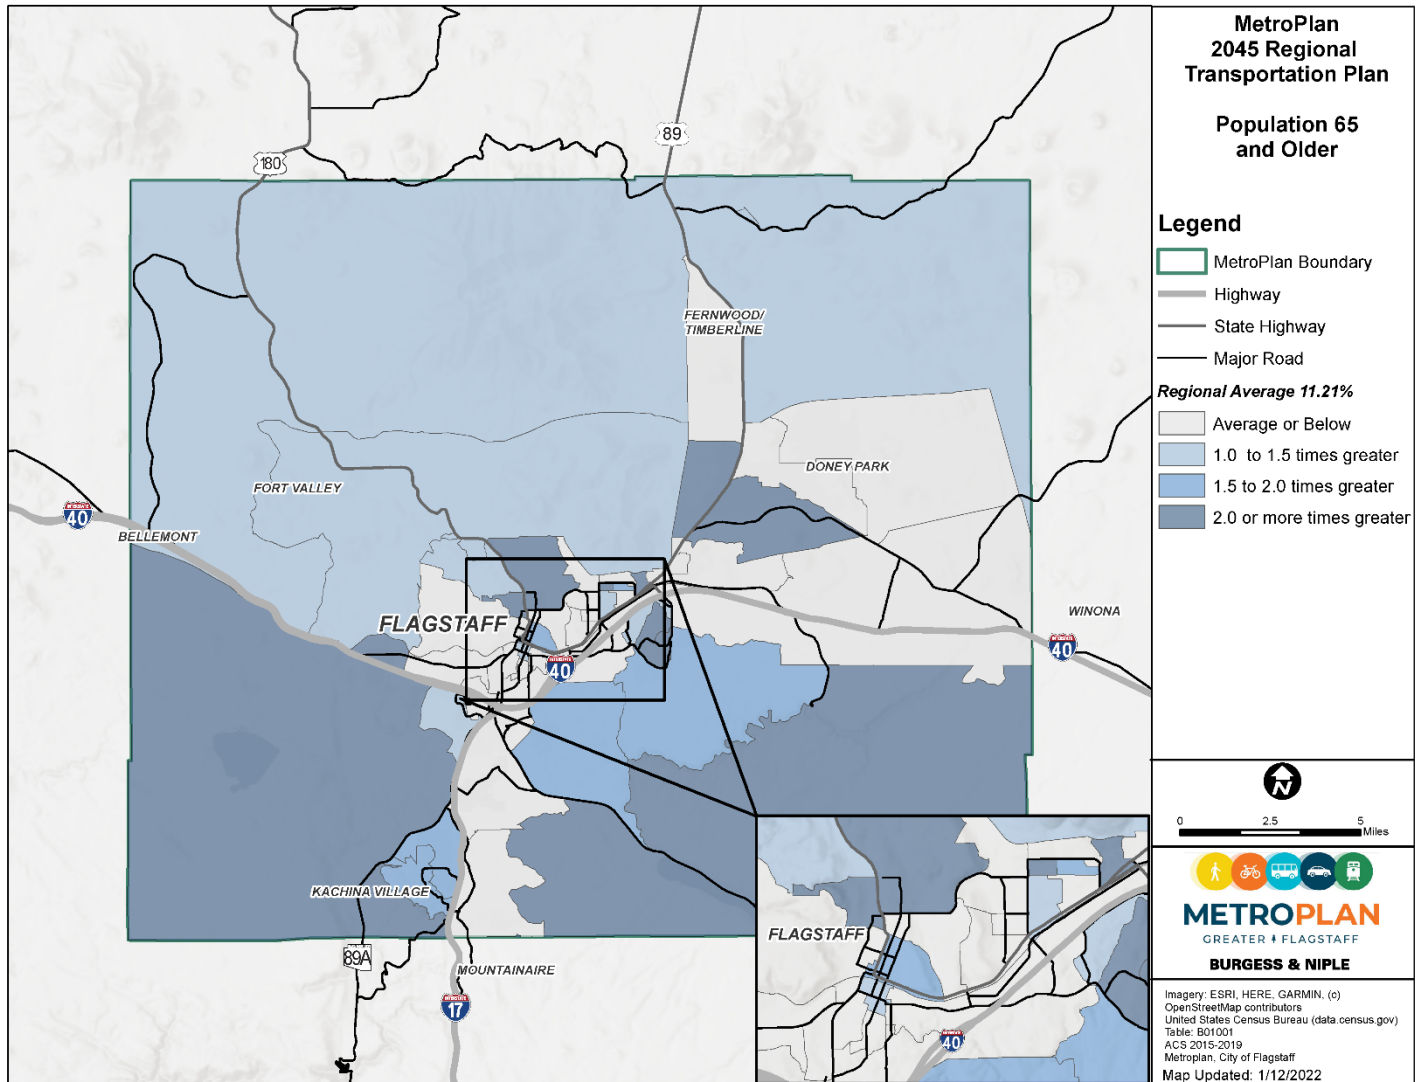 MetroPlan
2045 Regional
Transportation Plan
Population 65
and Older
Legend
MetroPlan Boundary
Highway
State Highway
Major Road
Regional Average 11.21%
Average or Below
1.0 to 1.5 times greater
1.5 to 2.0 times greater
2.0 or more times greater
N
0 2.5 5
Miles
METROPLAN
GREATER FLAGSTAFF
BURGESS & NIPLE
Imagery: ESRI, HERE, GARMIN, (c)
OpenStreetMap contributors
United States Census Bureau (data.census.gov)
Table: B01001
ACS 2015-2019
Metroplan, City of Flagstaff
Map Updated: 1/12/2022
89
180
FERNWOOD/
TIMBERLINE
DONEY PARK
FORT VALLEY
INTERSTATE
40
BELLEMONT
WINONA
FLAGSTAFF
INTERSTATE
40
INTERSTATE
40
KACHINA VILLAGE
89A
MOUNTAINAIRE
INTERSTATE
17
FLAGSTAFF
INTERSTATE
40